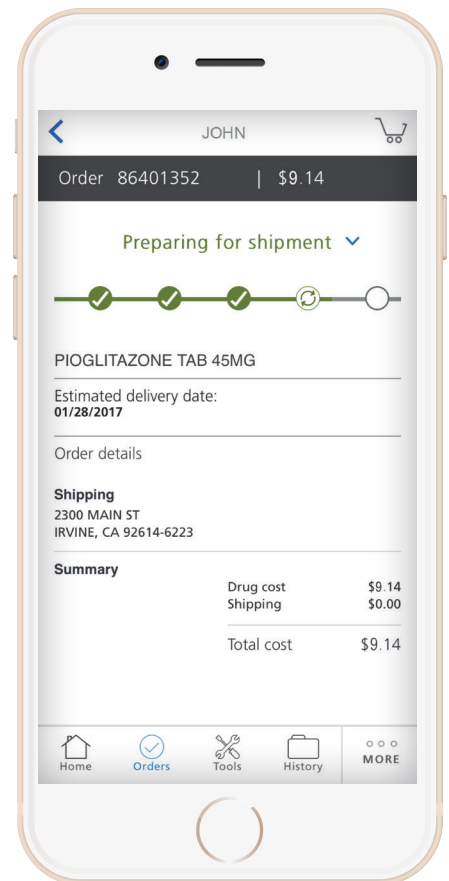 JOHN
Order 86401352 | $9.14
Preparing for shipment
PIOGLITAZONE TAB 45MG
Estimated delivery date:
01/28/2017
Order details
Shipping
2300 MAIN ST
IRVINE, CA 92614-6223
Summary
Drug cost $9.14
Shipping $0.00
Total cost $9.14
Home Orders Tools History MORE